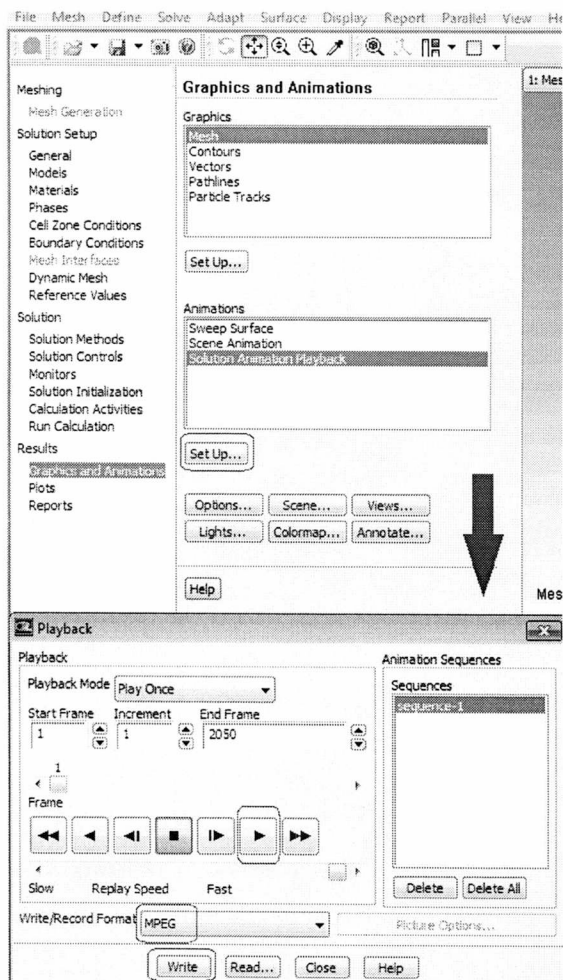 File Mesh Define Solve Adapt Surface Display Report Parallel View He
Meshing
Mesh Generation
Solution Setup
General
Models
Materials
Phases
Cell Zone Conditions
Boundary Conditions
Mesh Interfaces
Dynamic Mesh
Reference Values
Solution
Solution Methods
Solution Controls
Monitors
Solution Initialization
Calculation Activities
Run Calculation
Results
Graphics and Animations
Plots
Reports
Graphics and Animations
Graphics
Mesh
Contours
Vectors
Pathlines
Particle Tracks
Set Up...
Animations
Sweep Surface
Scene Animation
Solution Animation Playback
Set Up...
Options... Scene... Views...
Lights... Colormap... Annotate...
Help
1: Mes
Mes
Playback
Playback
Playback Mode Play Once
Start Frame Increment End Frame
1 1 2050
1
Frame
Slow Replay Speed Fast
Animation Sequences
Sequences
sequence-1
Delete Delete All
Write/Record Format MPEG
Picture Options...
Write Read... Close Help